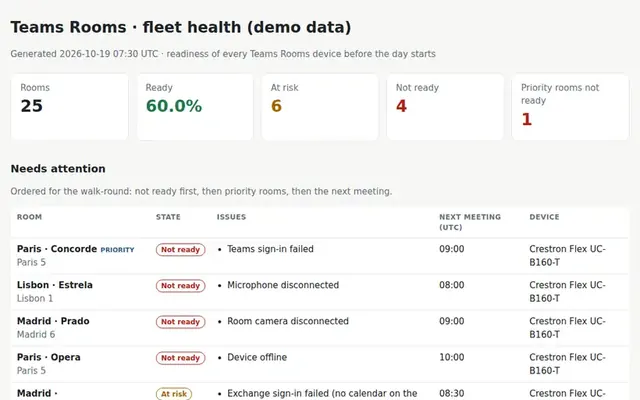 Teams Rooms · fleet health (demo data)
Generated 2026-10-19 07:30 UTC · readiness of every Teams Rooms device before the day starts
Rooms
25
Ready
60.0%
At risk
6
Not ready
4
Priority rooms not
ready
1
Needs attention
Ordered for the walk-round: not ready first, then priority rooms, then the next meeting.
ROOM STATE ISSUES NEXT MEETING (UTC) DEVICE
Paris · Concorde PRIORITY Not ready • Teams sign-in failed 09:00 Crestron Flex UC-
Paris 5 B160-T
Lisbon · Estrela Not ready • Microphone disconnected 08:00 Crestron Flex UC-
Lisbon 1 B160-T
Madrid · Prado Not ready • Room camera disconnected 09:00 Crestron Flex UC-
Madrid 6 B160-T
Paris · Opera Not ready • Device offline 10:00 Crestron Flex UC-
Paris 5 B160-T
Madrid · At risk • Exchange sign-in failed (no calendar on the 08:30 Crestron Flex UC-